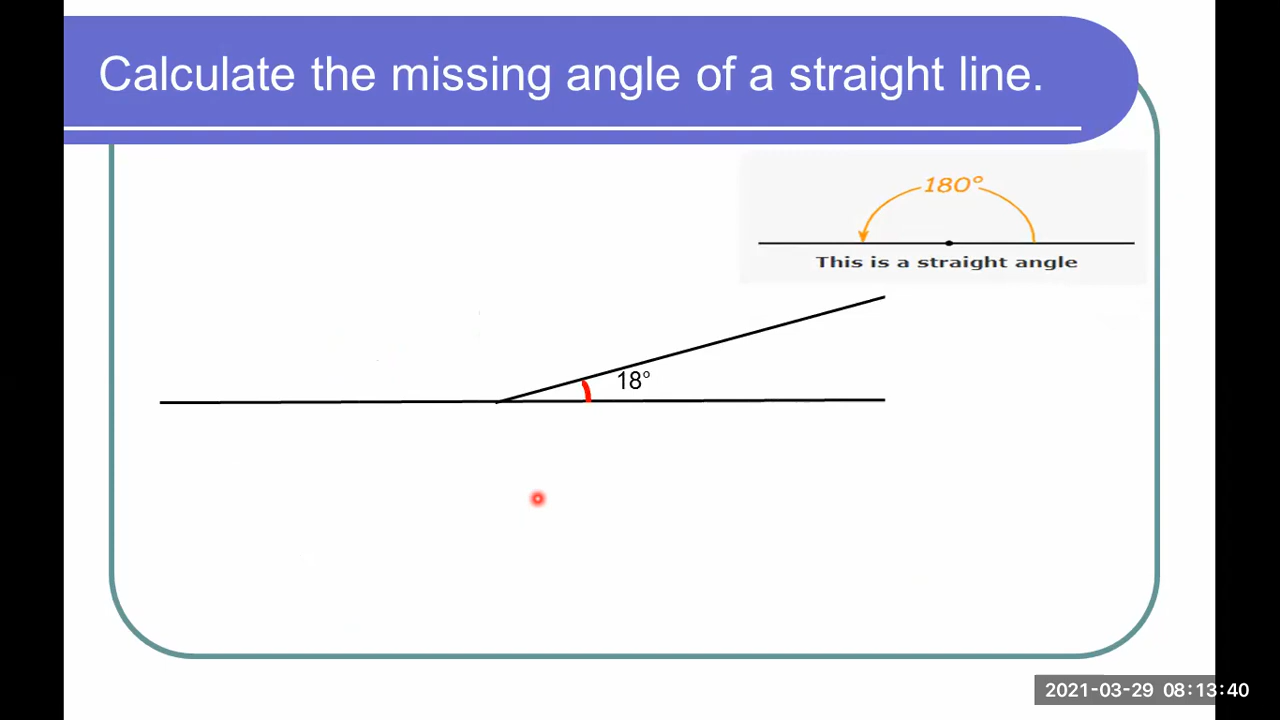 Calculate the missing angle of a straight line.
180°
This is a straight angle
18°
2021-03-29 08:13:40